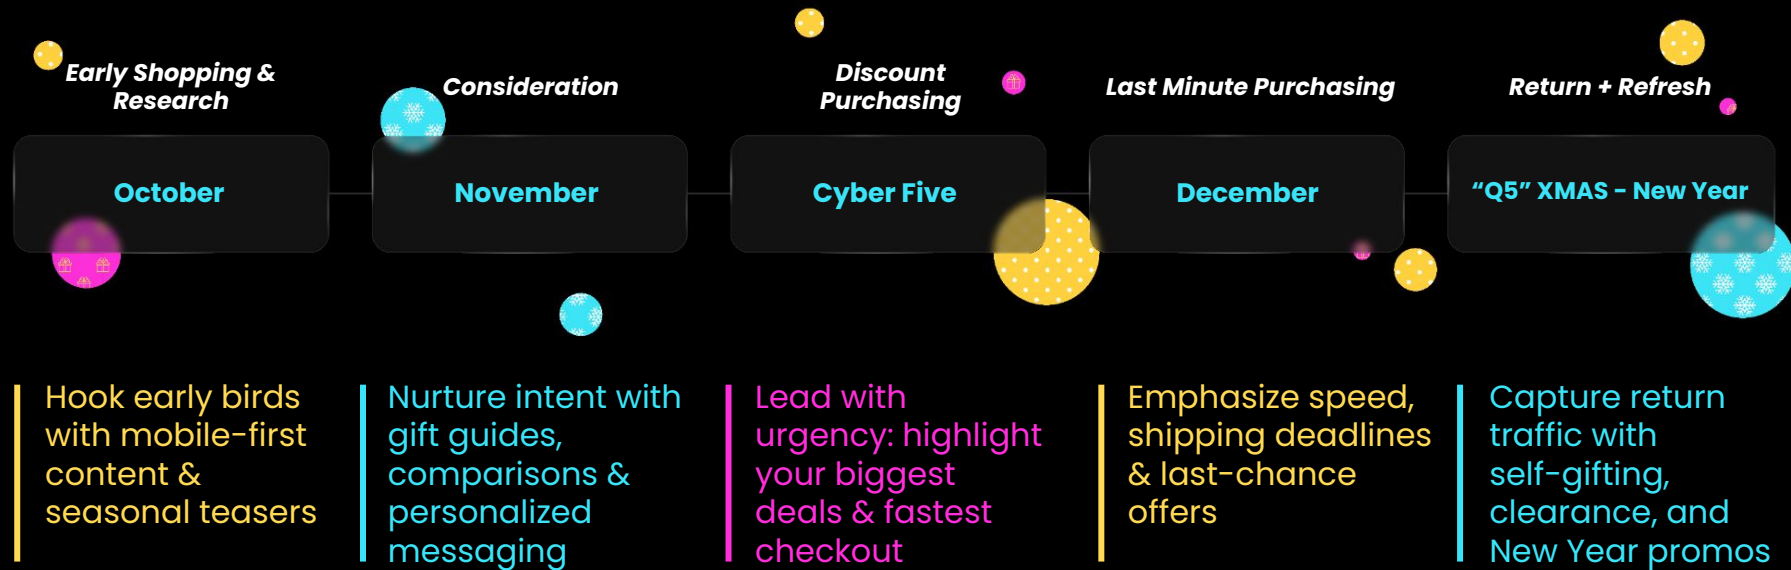 Early Shopping &
Research
Consideration
Discount
Purchasing
Last Minute Purchasing
Return + Refresh
October
November
Cyber Five
December
“Q5” XMAS - New Year
Hook early birds
with mobile-first
content &
seasonal teasers
Nurture intent with
gift guides,
comparisons &
personalized
messaging
Lead with
urgency: highlight
your biggest
deals & fastest
checkout
Emphasize speed,
shipping deadlines
& last-chance
offers
Capture return
traffic with
self-gifting,
clearance, and
New Year promos